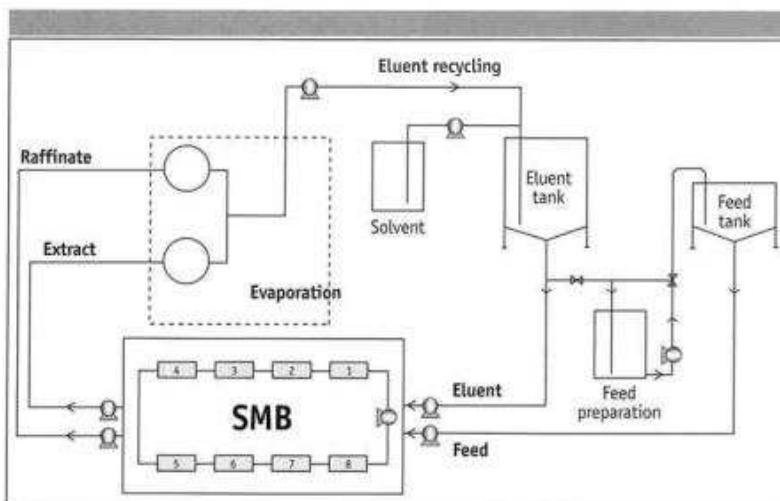 Eluent recycling
Raffinate
Extract
Evaporation
Solvent
Eluent
tank
Feed
tank
Feed
preparation
Eluent
Feed
4 3 2 1
SMB
5 6 7 8